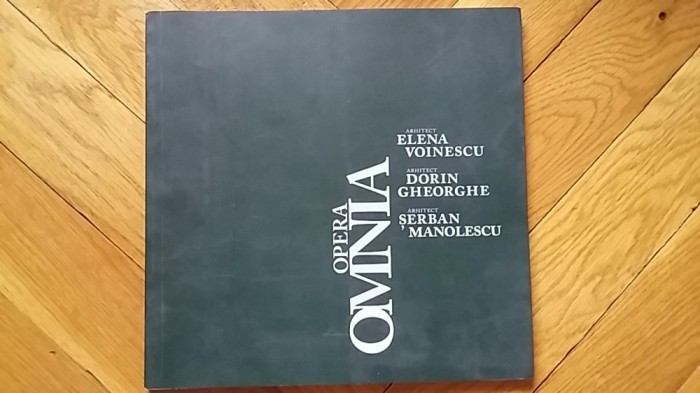 OPERA
OMNIA
ARHITECT
ELENA
VOINESCU
ARHITECT
DORIN
GHEORGHE
ARHITECT
ȘERBAN
MANOLESCU